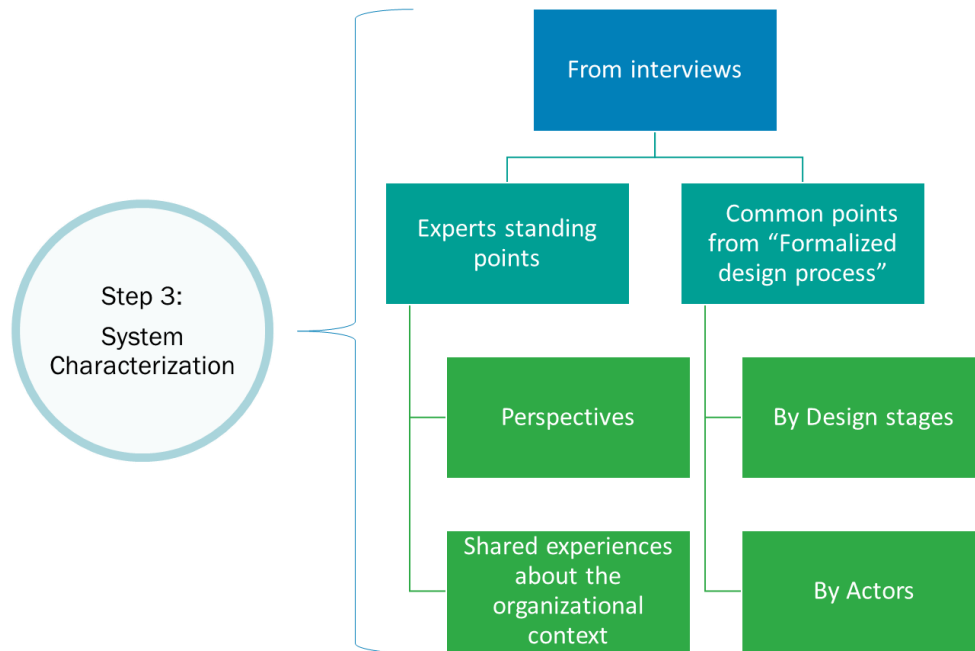 Step 3:
System
Characterization
From interviews
Experts standing
points
Common points
from “Formalized
design process”
Perspectives
Shared experiences
about the
organizational
context
By Design stages
By Actors